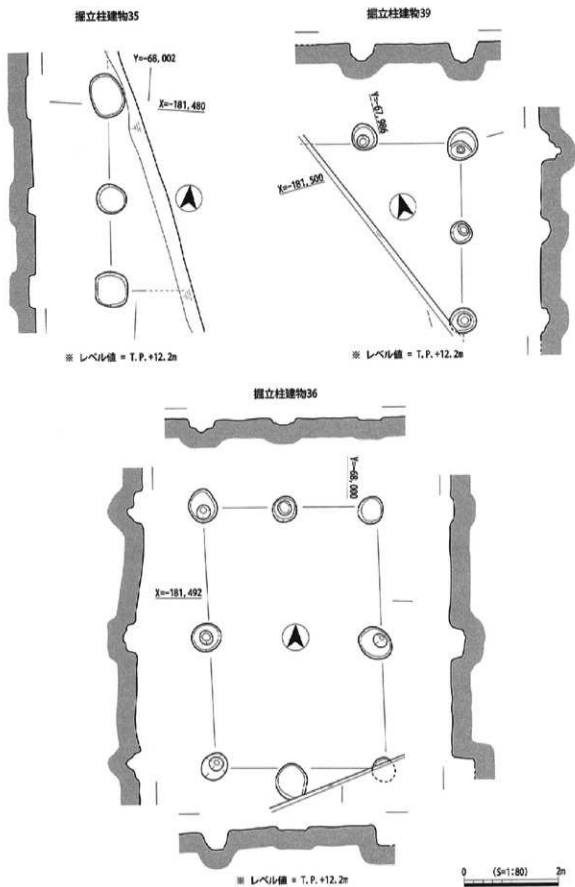 掘立柱建物35
Y=-68,002
X=-181,480
※ レベル値 = T.P.+12.2m
掘立柱建物39
Y=-67,986
X=-181,500
※ レベル値 = T.P.+12.2m
掘立柱建物36
Y=-68,000
X=-181,492
※ レベル値 = T.P.+12.2m
0 (S=1:80) 2m